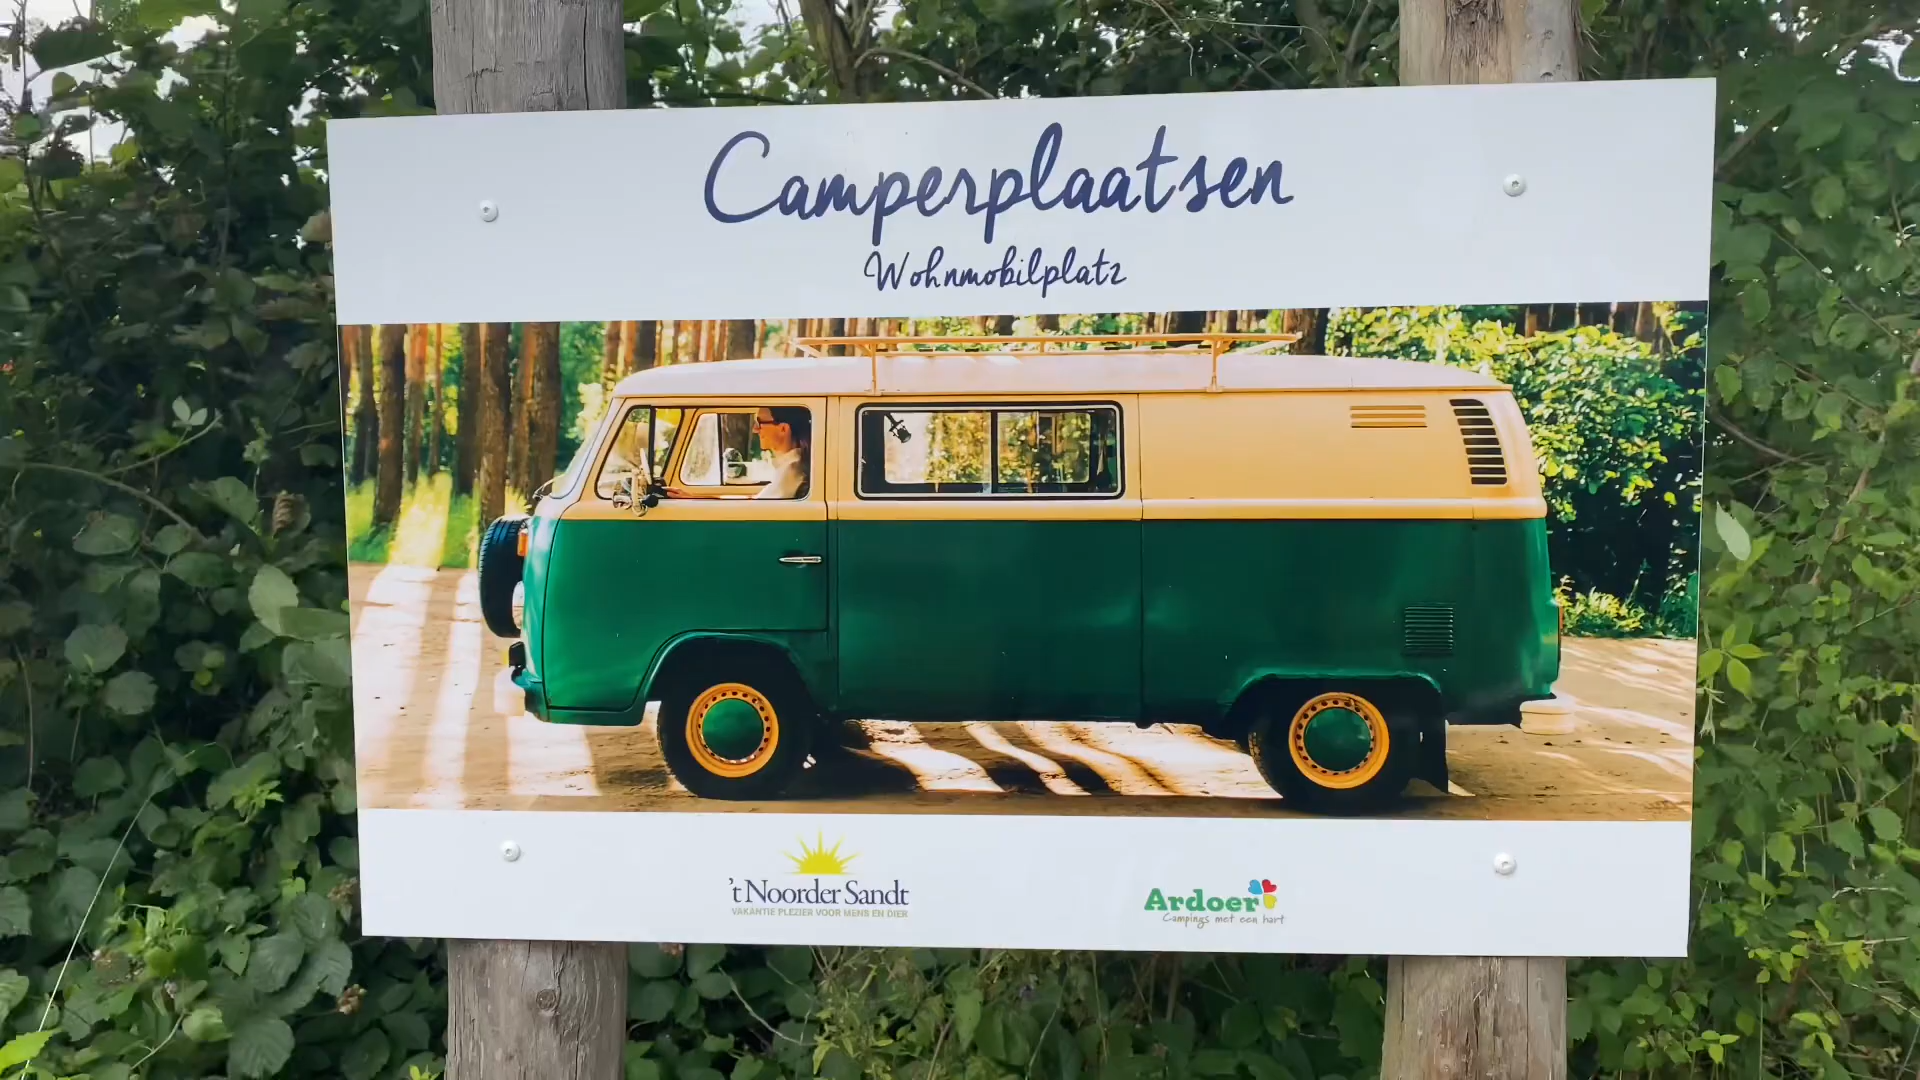 Camperplaatsen
Wohnmobilplatz
't Noorder Sandt
VAKANTIE PLEZIER VOOR MENS EN DIER
Ardoer
Campings met een hart